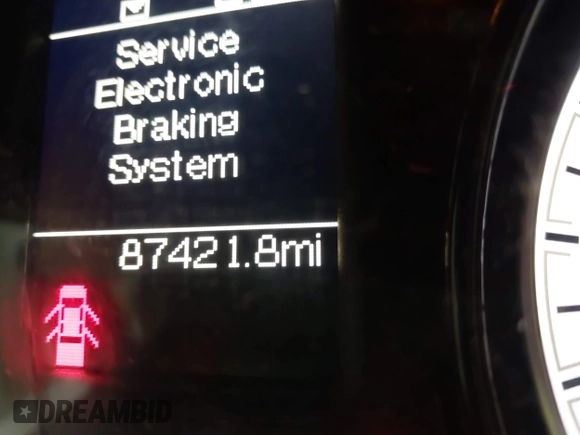 Service
Electronic
Braking
System
87421.8mi
DREAMBID